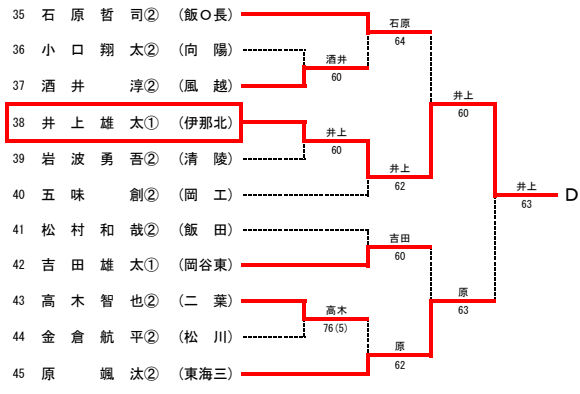 35 石原哲司② (飯O長)
石原
64
36 小口翔太② (向陽)
酒井
60
37 酒井淳② (風越)
井上
60
38 井上雄太① (伊那北)
井上
60
39 岩波勇吾② (清陵)
井上
62
40 五味創② (岡工)
井上
63
D
41 松村和哉② (飯田)
吉田
60
42 吉田雄太① (岡谷東)
原
63
43 高木智也② (二葉)
高木
76(5)
44 金倉航平② (松川)
原
62
45 原颯汰② (東海三)